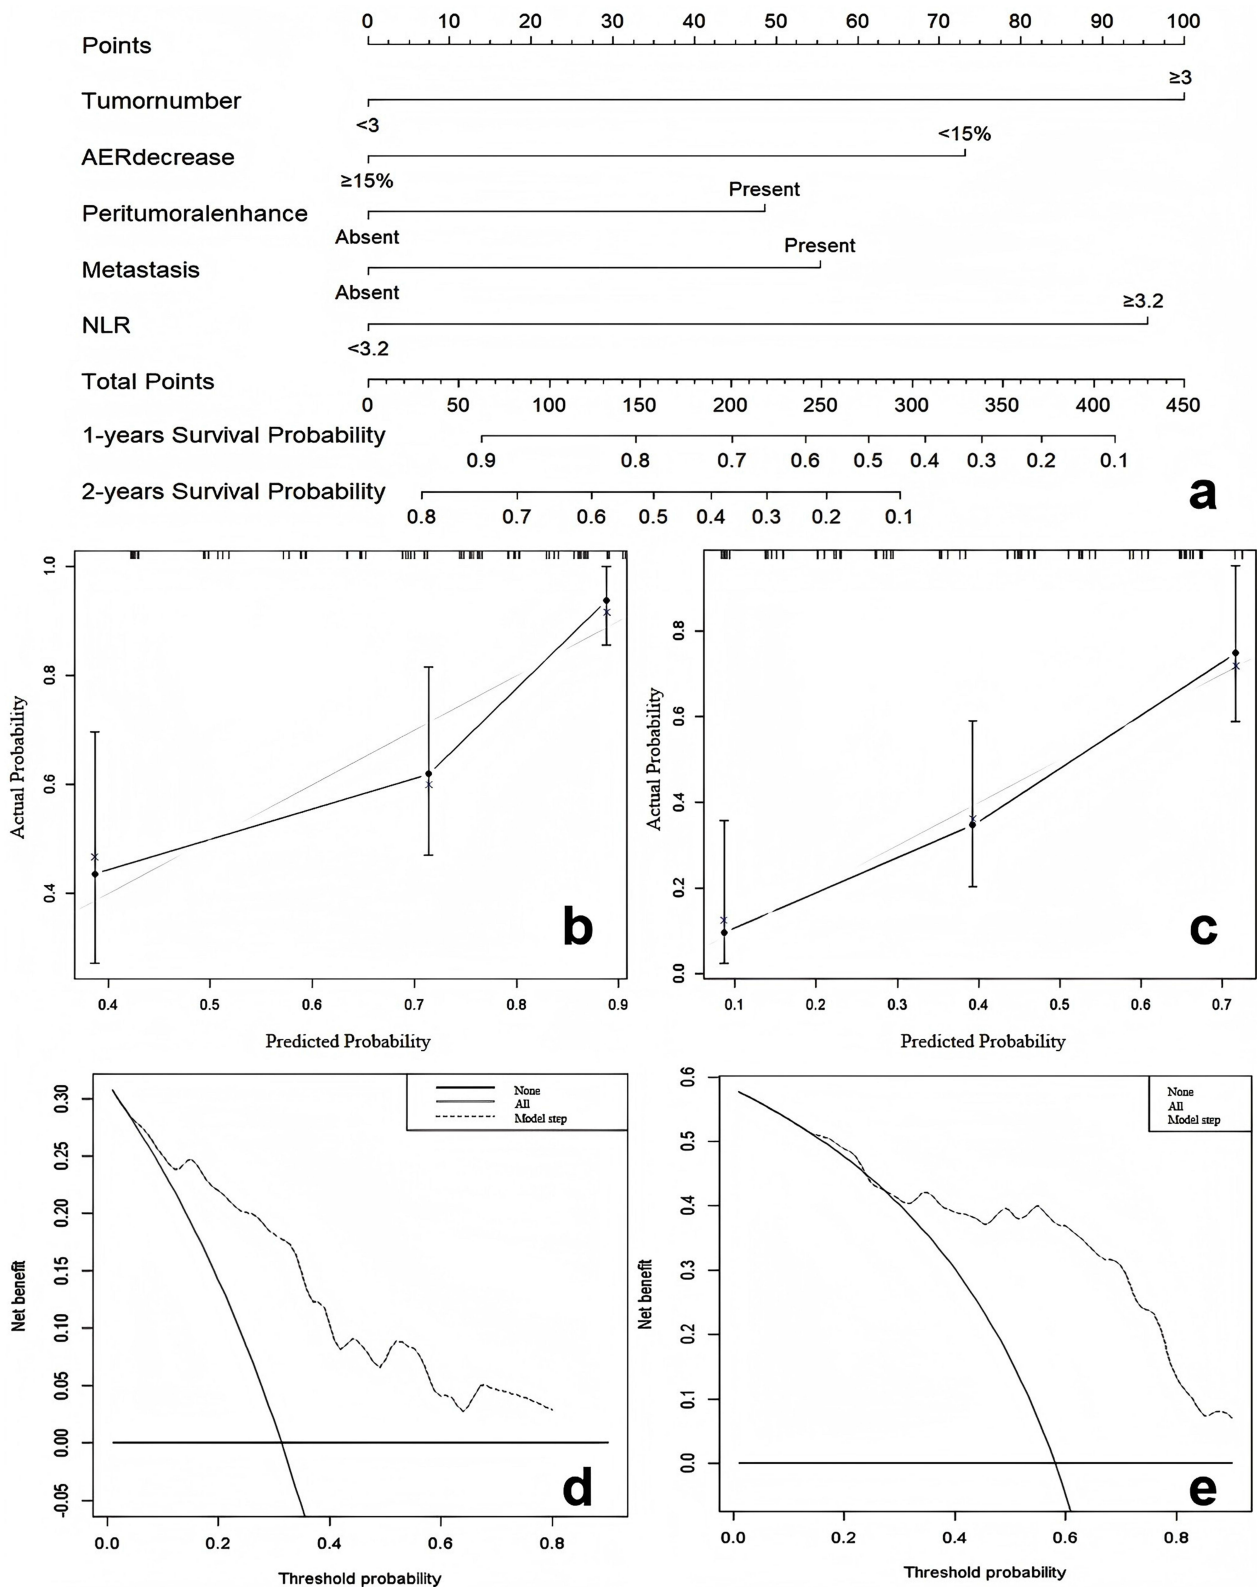 0 10 20 30 40 50 60 70 80 90 100
Points
≥3
Tumornumber
<3
<15%
AERdecrease
≥15%
Present
Peritumoralenhance
Absent
Present
Metastasis
Absent
≥3.2
NLR
<3.2
Total Points
0 50 100 150 200 250 300 350 400 450
1-years Survival Probability
0.9 0.8 0.7 0.6 0.5 0.4 0.3 0.2 0.1
2-years Survival Probability
0.8 0.7 0.6 0.5 0.4 0.3 0.2 0.1
a
1.0
0.8
0.6
0.4
Actual Probability
b
0.4 0.5 0.6 0.7 0.8 0.9
Predicted Probability
0.8
0.6
0.4
0.2
0.0
Actual Probability
c
0.1 0.2 0.3 0.4 0.5 0.6 0.7
Predicted Probability
None
All
Model step
0.30
0.25
0.20
0.15
0.10
0.05
0.00
-0.05
Net benefit
d
0.0 0.2 0.4 0.6 0.8
Threshold probability
None
All
Model step
0.6
0.5
0.4
0.3
0.2
0.1
0.0
Net benefit
e
0.0 0.2 0.4 0.6 0.8
Threshold probability